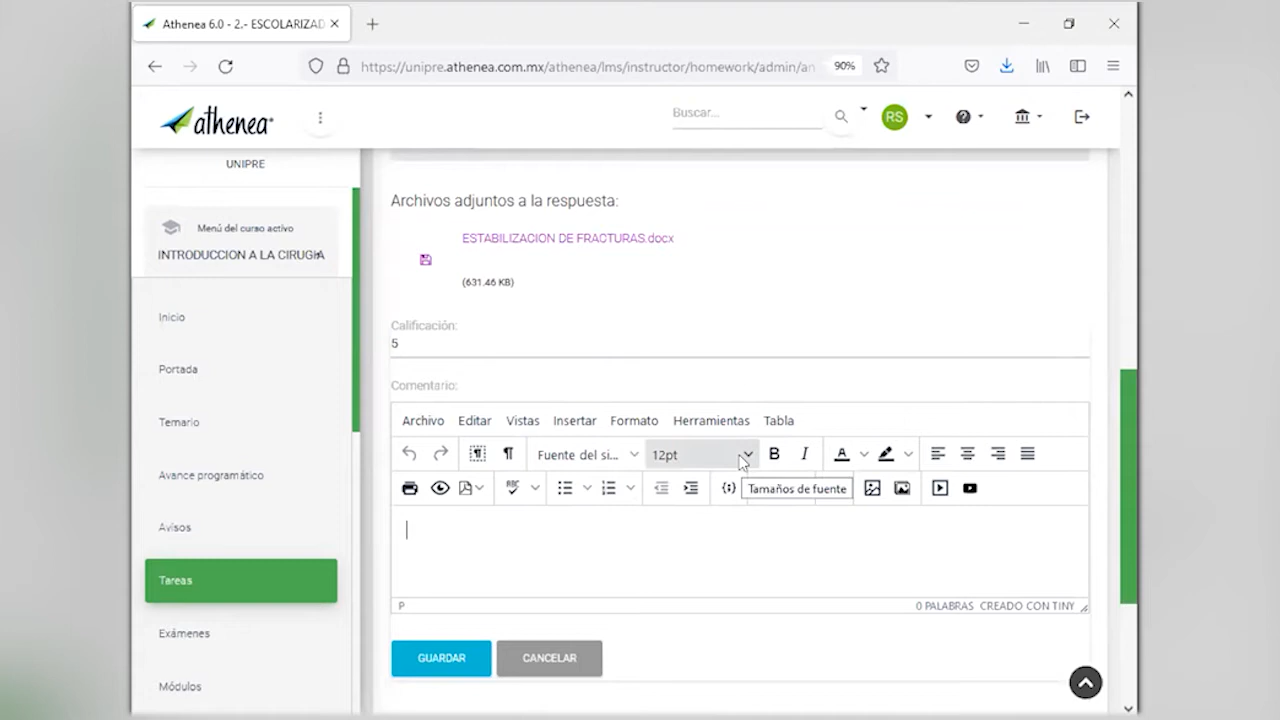 Athenea 6.0 - 2.- ESCOLARIZAD
https://unipre.athenea.com.mx/athenea/lms/instructor/homework/admin/an
90%
athenea
Buscar...
RS
UNIPRE
Menú del curso activo
INTRODUCCION A LA CIRUGIA
Inicio
Portada
Temario
Avance programático
Avisos
Tareas
Exámenes
Módulos
Archivos adjuntos a la respuesta:
ESTABILIZACION DE FRACTURAS.docx
(631.46 KB)
Calificación:
5
Comentario:
Archivo Editar Vistas Insertar Formato Herramientas Tabla
Fuente del si... 12pt B I A
ABC
Tamaños de fuente
P 0 PALABRAS CREADO CON TINY
GUARDAR CANCELAR